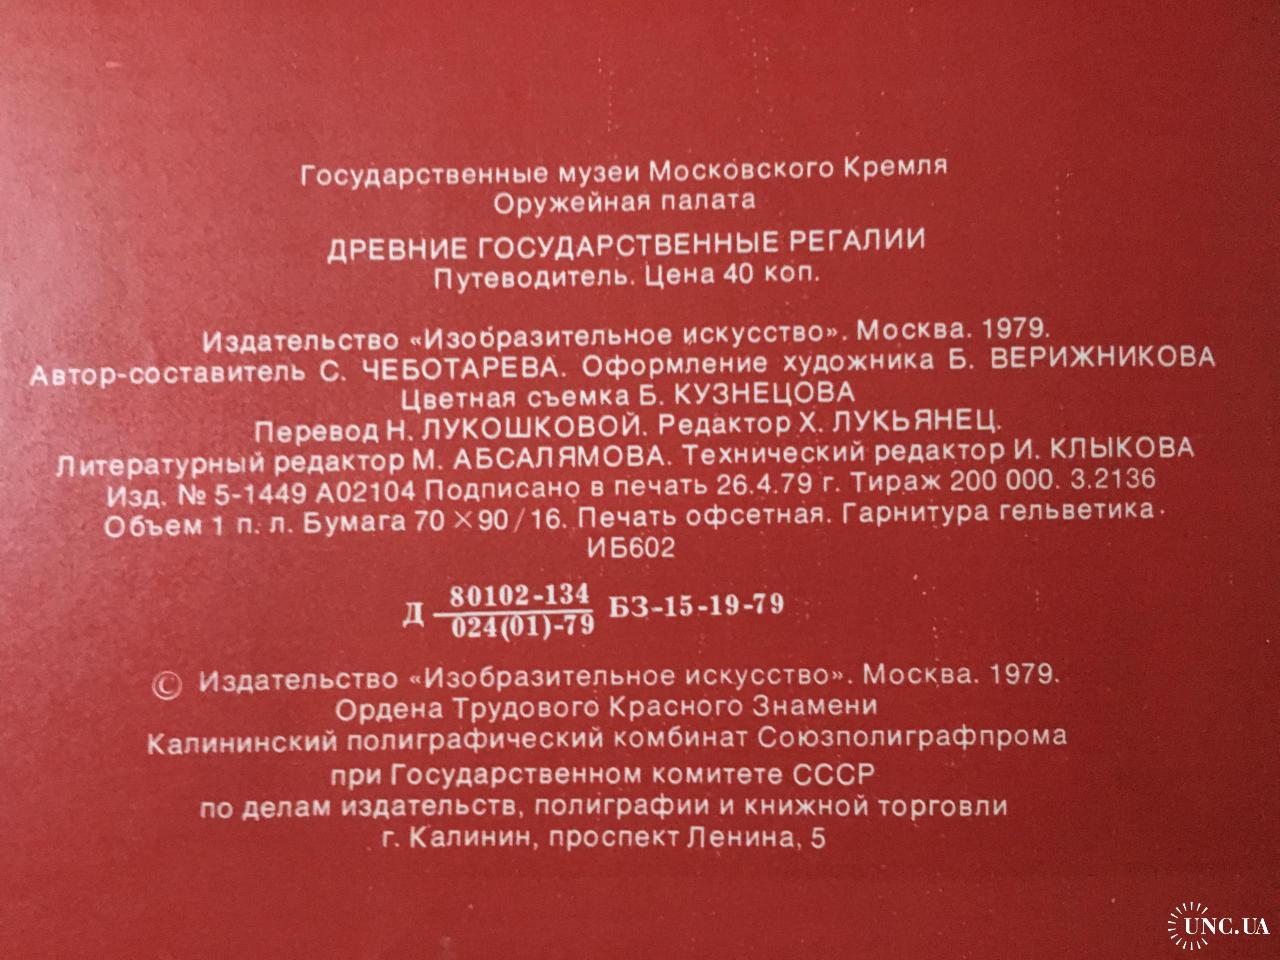 Государственные музеи Московского Кремля
Оружейная палата
ДРЕВНИЕ ГОСУДАРСТВЕННЫЕ РЕГАЛИИ
Путеводитель. Цена 40 коп.
Издательство «Изобразительное искусство». Москва. 1979.
Автор-составитель С. ЧЕБОТАРЕВА. Оформление художника Б. ВЕРИЖНИКОВА
Цветная съемка Б. КУЗНЕЦОВА
Перевод Н. ЛУКОШКОВОЙ. Редактор Х. ЛУКЬЯНЕЦ.
Литературный редактор М. АБСАЛЯМОВА. Технический редактор И. КЛЫКОВА
Изд. № 5-1449 А02104 Подписано в печать 26.4.79 г. Тираж 200 000. 3.2136
Объем 1 п. л. Бумага 70 × 90 / 16. Печать офсетная. Гарнитура гельветика.
ИБ602
Д 80102-134 БЗ-15-19-79
024(01)-79
© Издательство «Изобразительное искусство». Москва. 1979.
Ордена Трудового Красного Знамени
Калининский полиграфический комбинат Союзполиграфпрома
при Государственном комитете СССР
по делам издательств, полиграфии и книжной торговли
г. Калинин, проспект Ленина, 5
UNC.UA